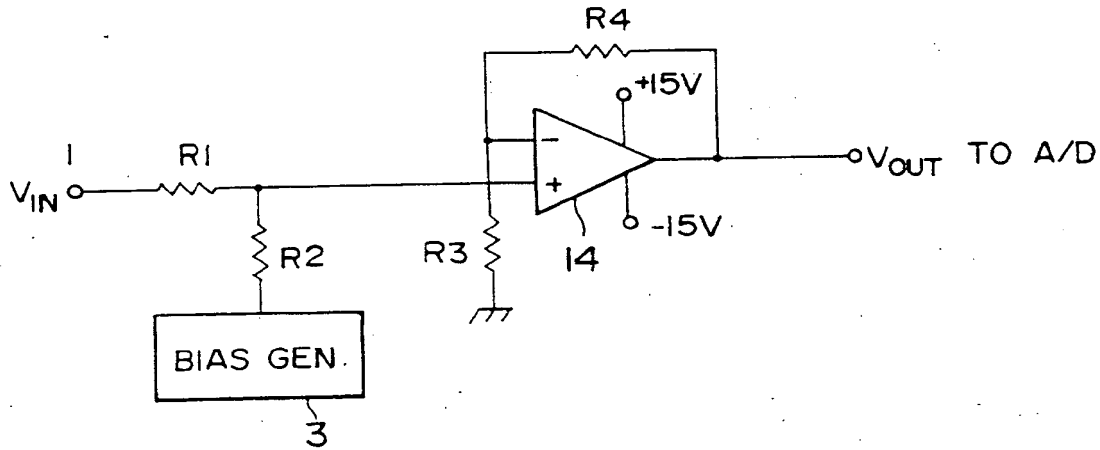 R4
+15V
1
R1
V_IN
−
+
V_OUT TO A/D
-15V
R2
R3
14
BIAS GEN.
3